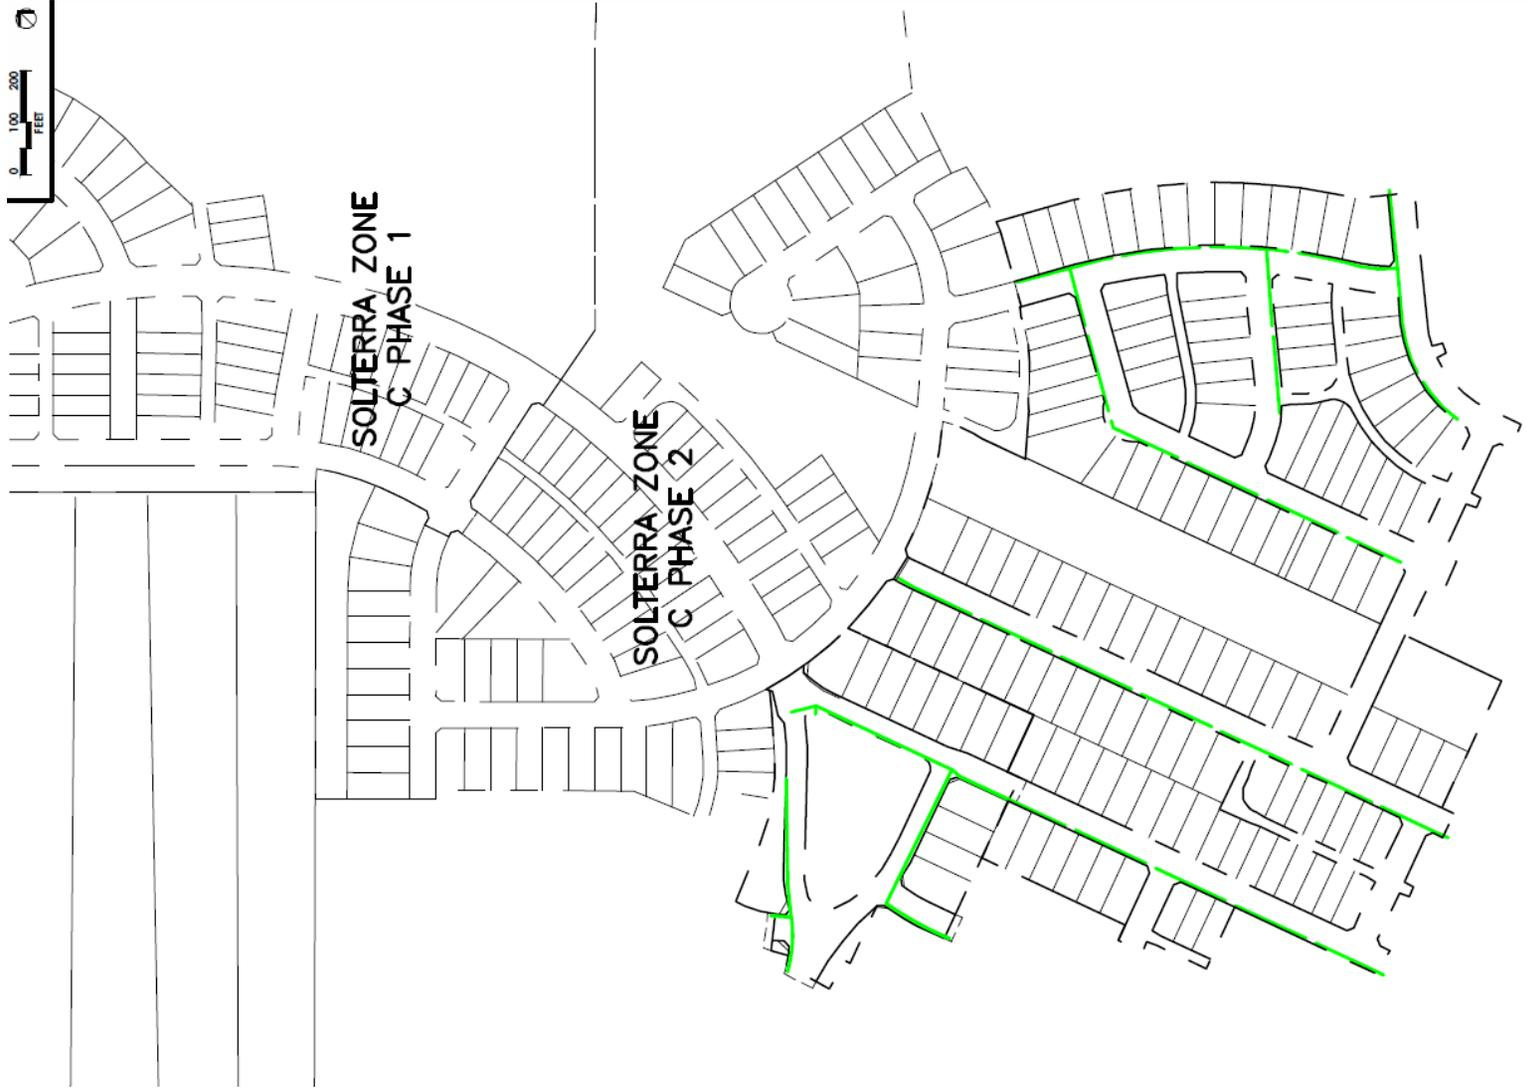 0 100 200
FEET
SOLTERRA ZONE
C PHASE 1
SOLTERRA ZONE
C PHASE 2